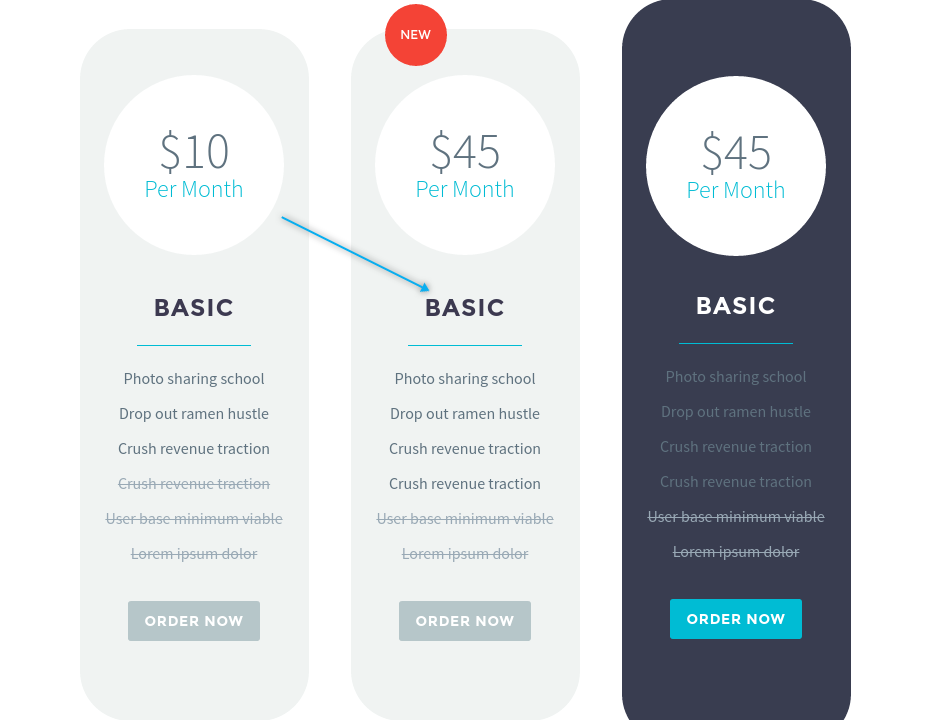 $10
Per Month
BASIC
Photo sharing school
Drop out ramen hustle
Crush revenue traction
Crush revenue traction
User base minimum viable
Lorem ipsum dolor
ORDER NOW
NEW
$45
Per Month
BASIC
Photo sharing school
Drop out ramen hustle
Crush revenue traction
Crush revenue traction
User base minimum viable
Lorem ipsum dolor
ORDER NOW
$45
Per Month
BASIC
Photo sharing school
Drop out ramen hustle
Crush revenue traction
Crush revenue traction
User base minimum viable
Lorem ipsum dolor
ORDER NOW